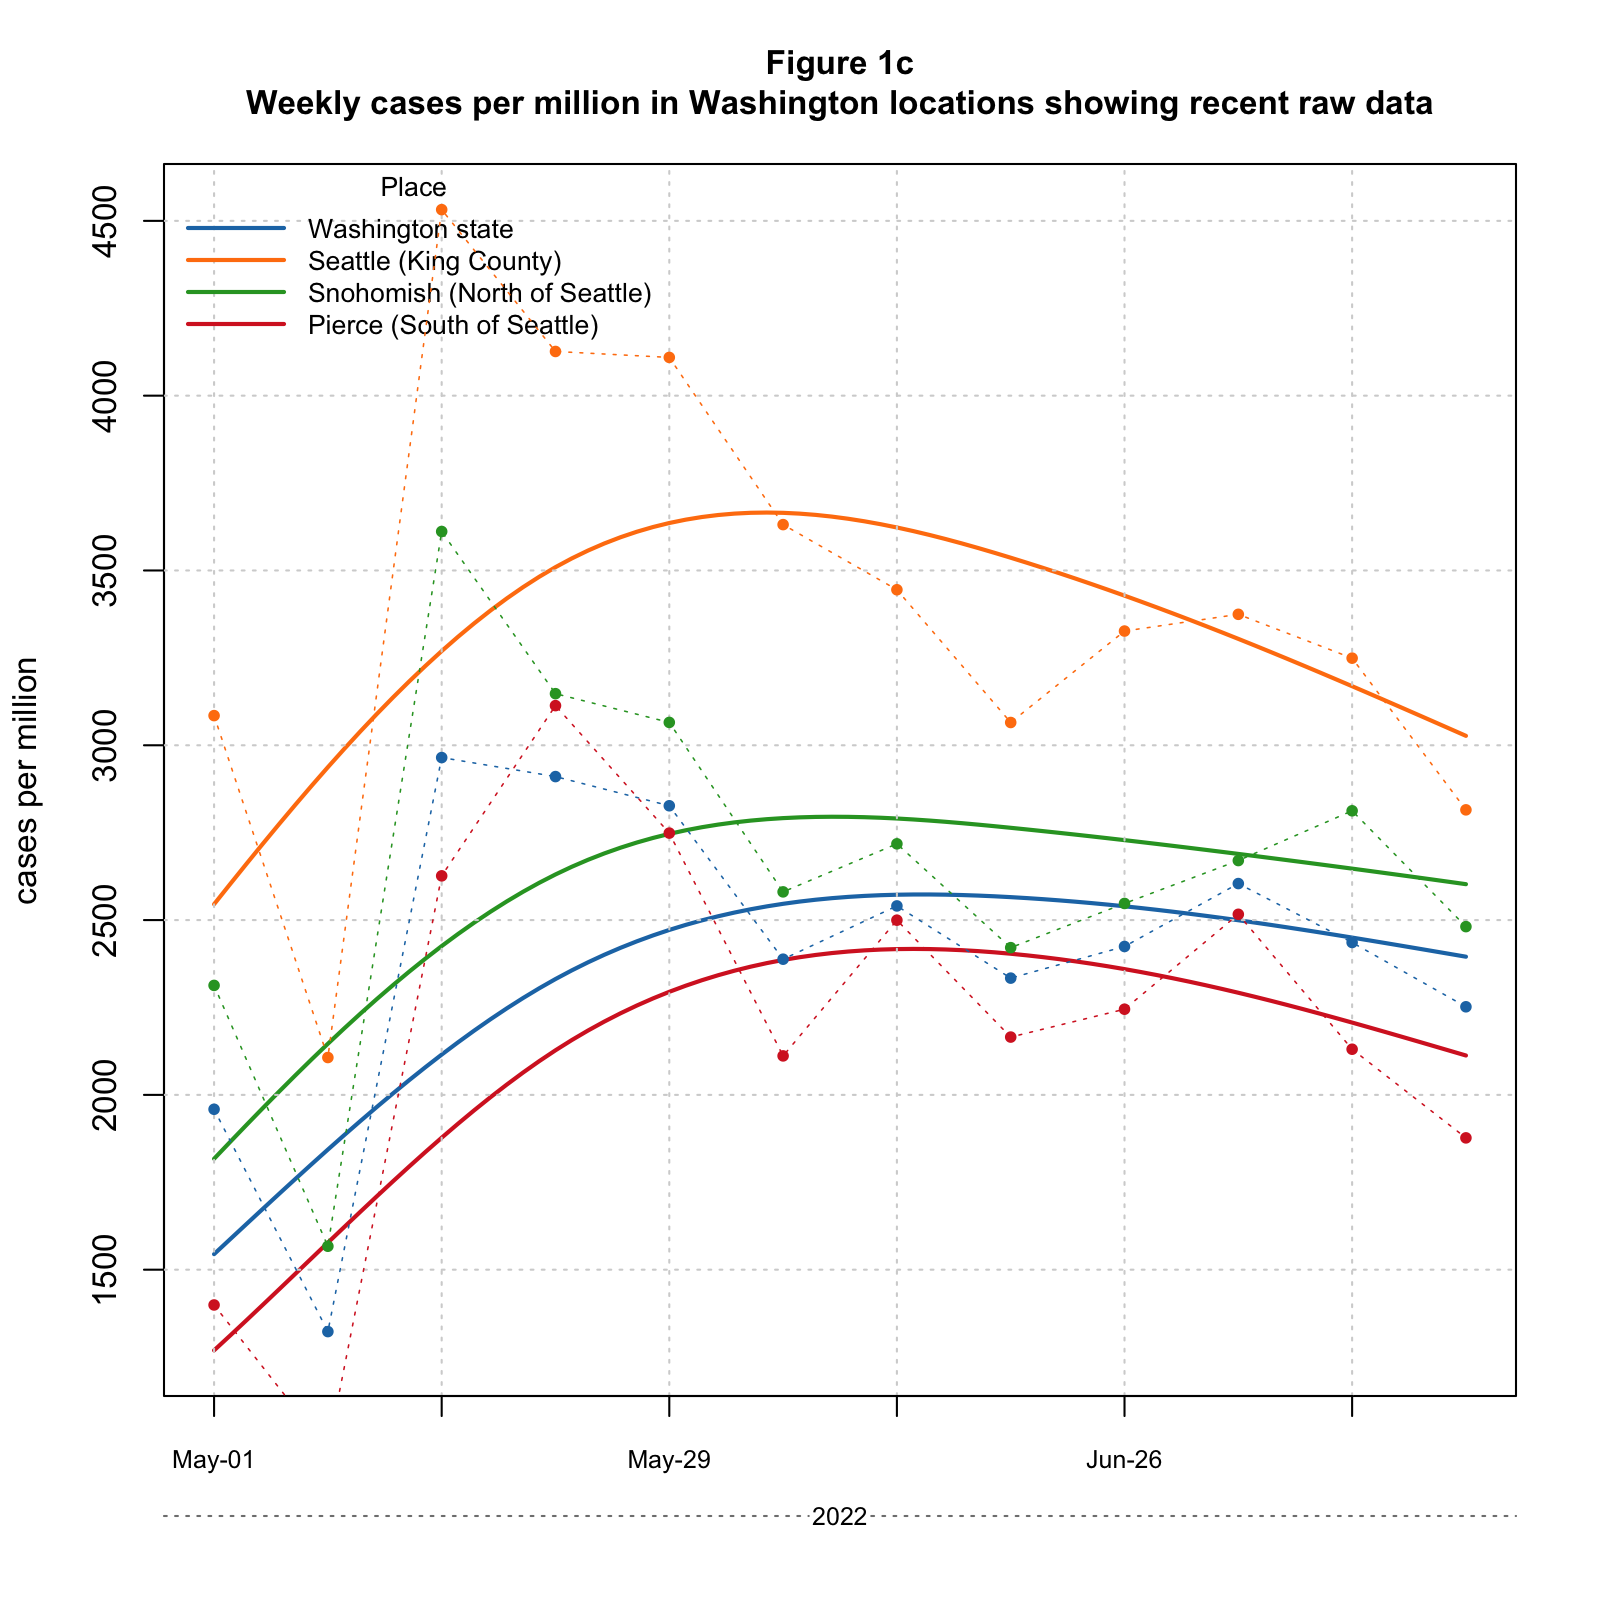 Figure 1c
Weekly cases per million in Washington locations showing recent raw data
Place
Washington state
Seattle (King County)
Snohomish (North of Seattle)
Pierce (South of Seattle)
cases per million
4500
4000
3500
3000
2500
2000
1500
May-01
May-29
Jun-26
2022